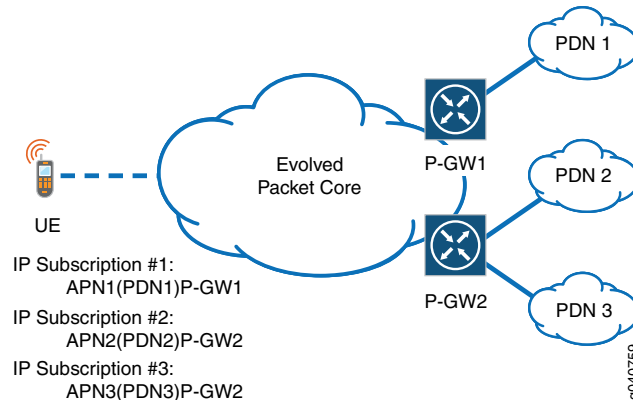 PDN 1
Evolved
Packet Core
P-GW1
PDN 2
UE
P-GW2
PDN 3
IP Subscription #1:
APN1(PDN1)P-GW1
IP Subscription #2:
APN2(PDN2)P-GW2
IP Subscription #3:
APN3(PDN3)P-GW2